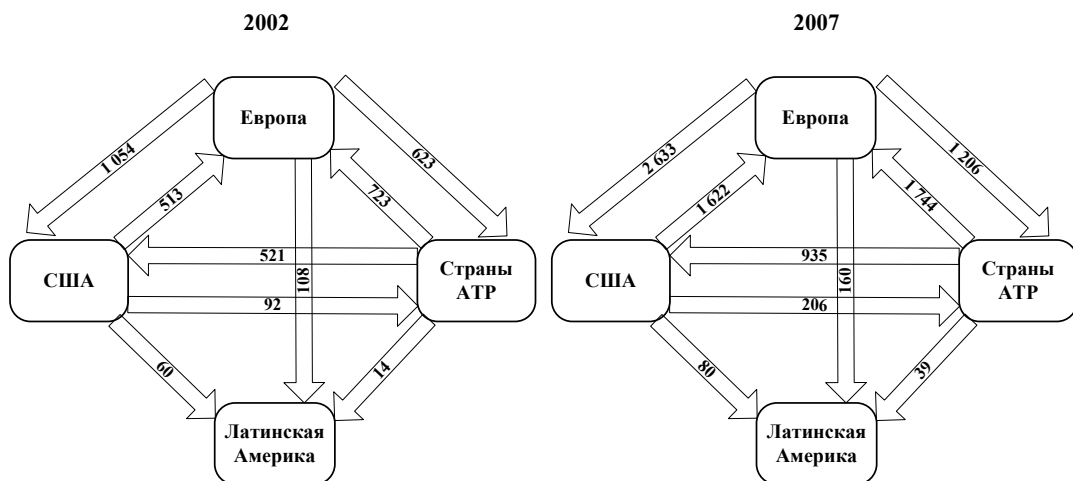 2002
Европа
1 054
623
513
723
521
США
Страны
АТР
108
92
60
14
Латинская
Америка
2007
Европа
2 633
1 206
1 622
1 744
935
США
Страны
АТР
160
206
80
39
Латинская
Америка